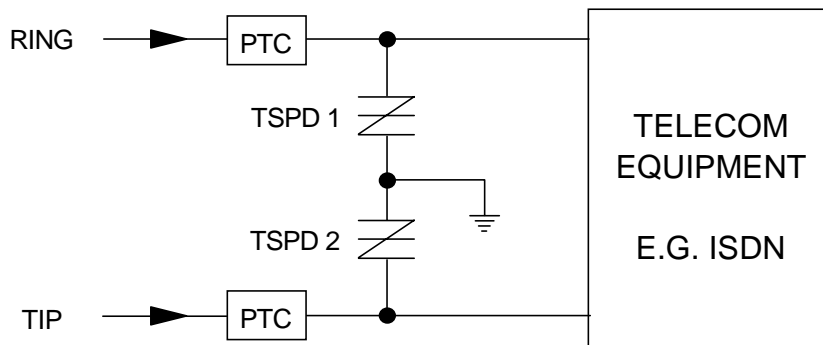 RING
PTC
TSPD 1
TELECOM
EQUIPMENT
E.G. ISDN
TSPD 2
TIP
PTC